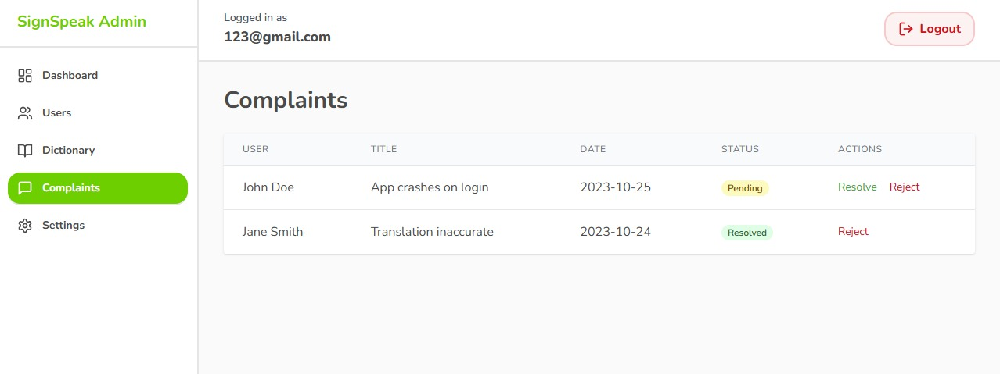 SignSpeak Admin
Dashboard
Users
Dictionary
Complaints
Settings
Logged in as
123@gmail.com
Logout
Complaints
USER TITLE DATE STATUS ACTIONS
John Doe App crashes on login 2023-10-25 Pending Resolve Reject
Jane Smith Translation inaccurate 2023-10-24 Resolved Reject